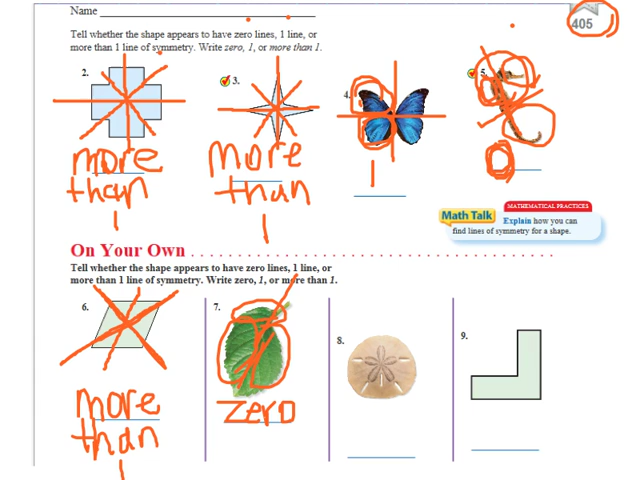 Name
405
Tell whether the shape appears to have zero lines, 1 line, or
more than 1 line of symmetry. Write zero, 1, or more than 1.
2.
3.
4.
5.
more
than
1
more
than
1
1
0
Math Talk
MATHEMATICAL PRACTICES
Explain how you can
find lines of symmetry for a shape.
On Your Own
Tell whether the shape appears to have zero lines, 1 line, or
more than 1 line of symmetry. Write zero, 1, or more than 1.
6.
7.
8.
9.
more
than
1
zero